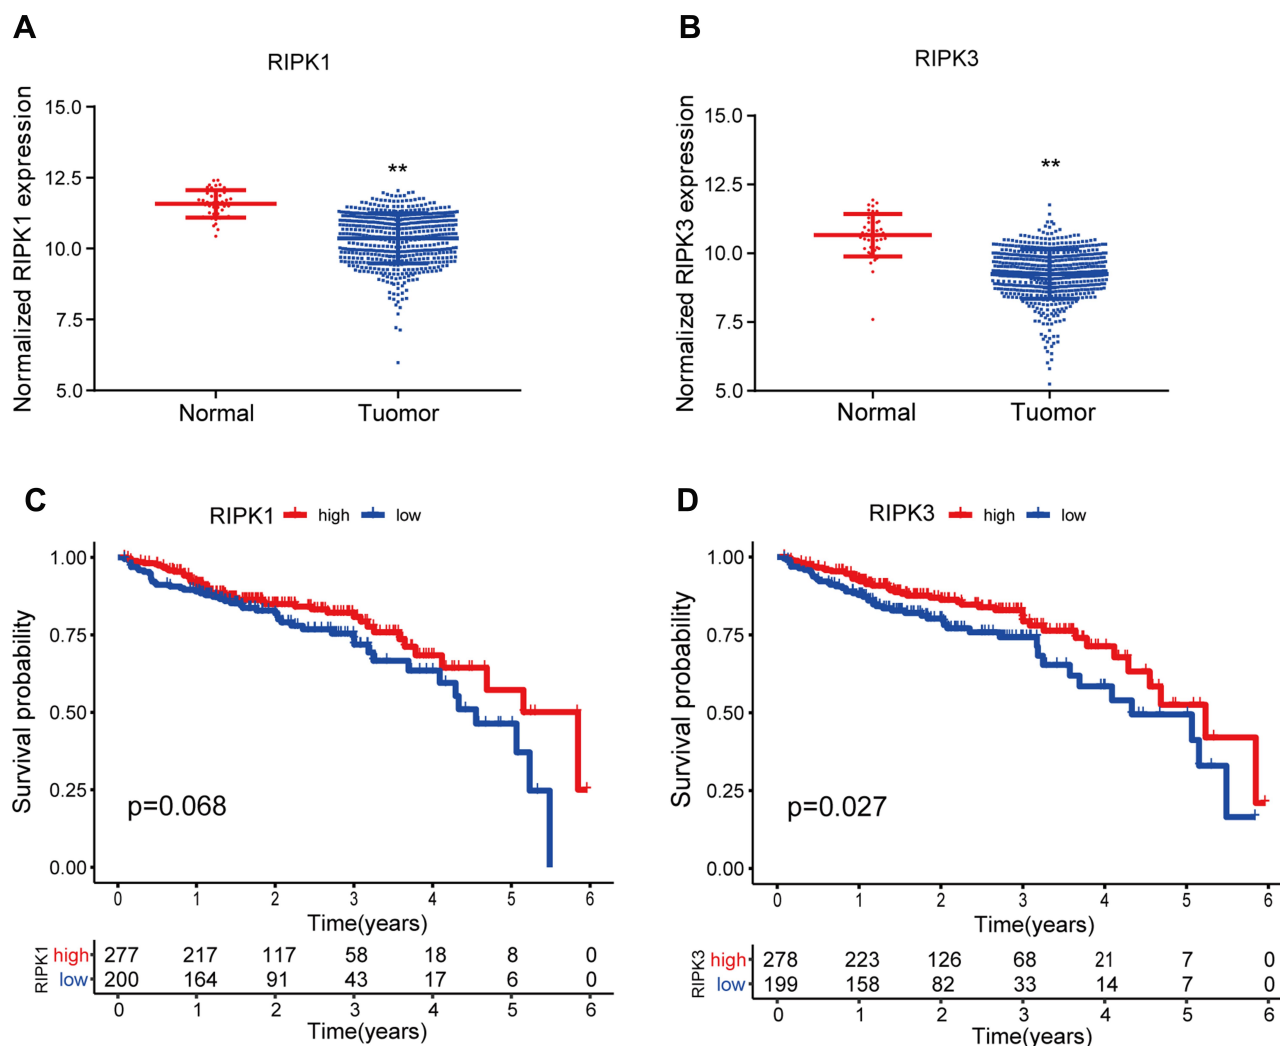 A
RIPK1
Normalized RIPK1 expression
15.0
12.5
10.0
7.5
5.0
**
Normal
Tuomor
B
RIPK3
Normalized RIPK3 expression
15.0
12.5
10.0
7.5
5.0
**
Normal
Tuomor
C
RIPK1 high low
Survival probability
1.00
0.75
0.50
0.25
0.00
p=0.068
0 1 2 3 4 5 6
Time(years)
RIPK1
high 277 217 117 58 18 8 0
low 200 164 91 43 17 6 0
0 1 2 3 4 5 6
Time(years)
D
RIPK3 high low
Survival probability
1.00
0.75
0.50
0.25
0.00
p=0.027
0 1 2 3 4 5 6
Time(years)
RIPK3
high 278 223 126 68 21 7 0
low 199 158 82 33 14 7 0
0 1 2 3 4 5 6
Time(years)